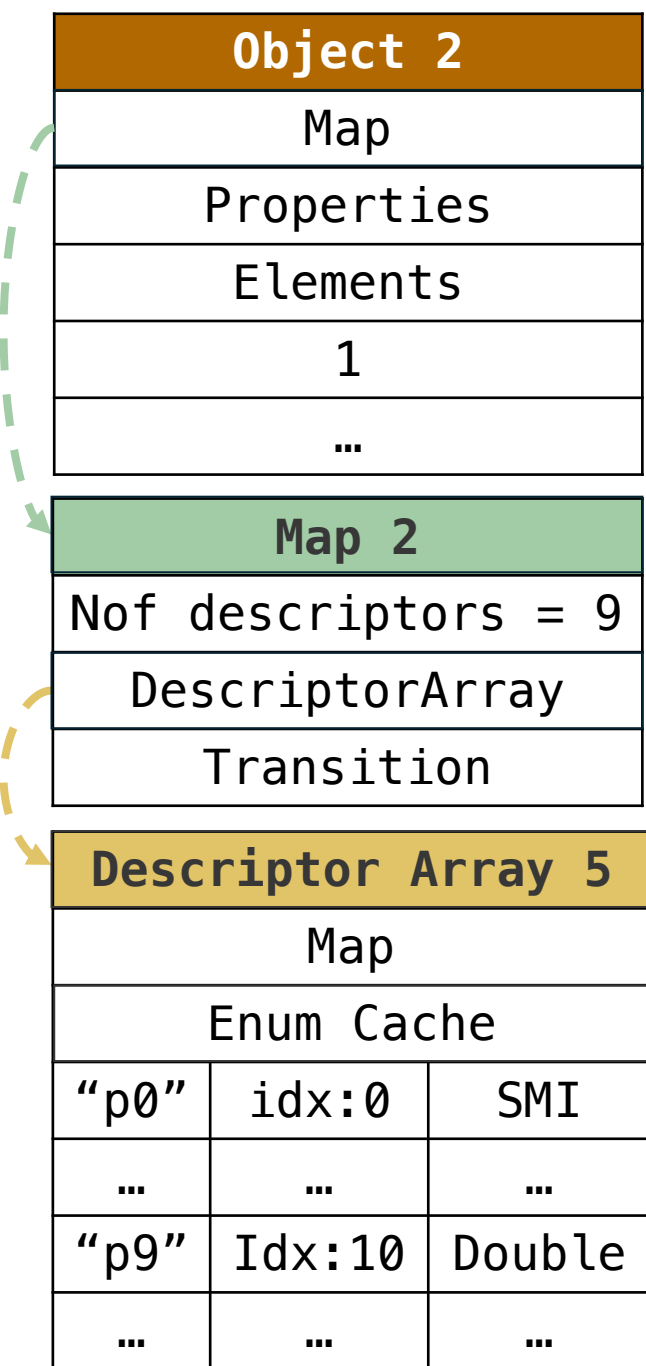 Object 2
Map
Properties
Elements
1
…
Map 2
Nof descriptors = 9
DescriptorArray
Transition
Descriptor Array 5
Map
Enum Cache
“p0” idx:0 SMI
… … …
“p9” Idx:10 Double
… … …